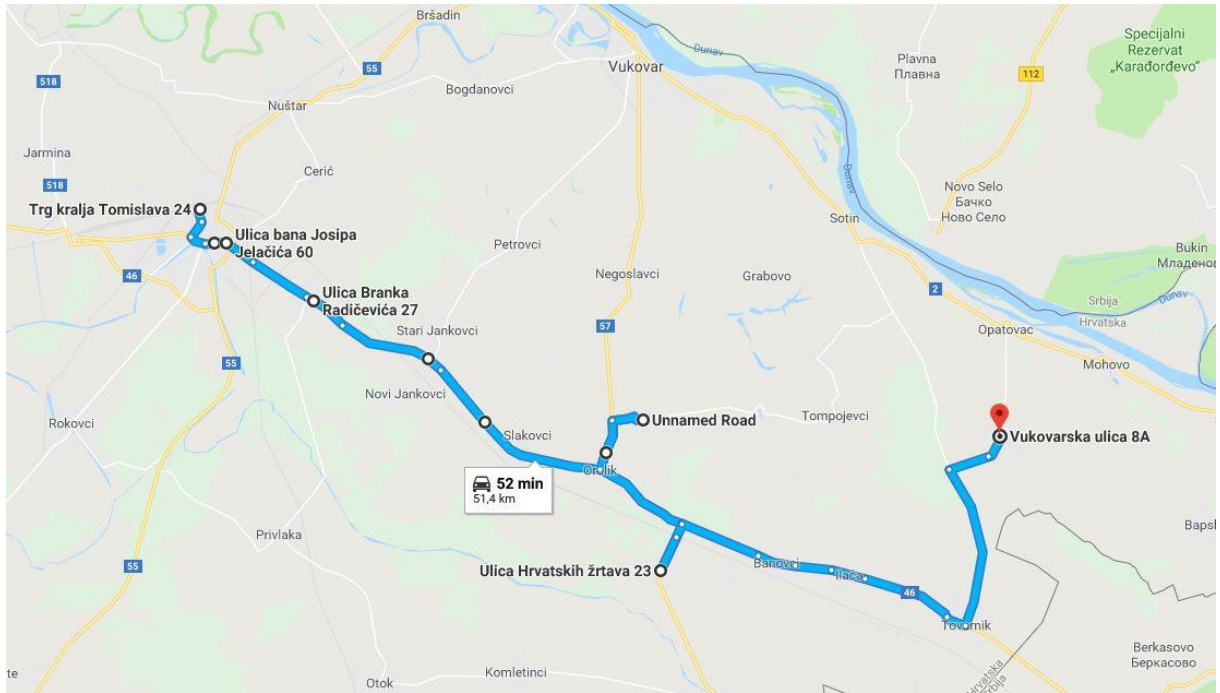 Bršadin
55
Vukovar
Dunav
Plavna
Плавна
Specijalni
Rezervat
„Karađorđevo“
112
518
Nuštar
Bogdanovci
Jarmina
518
Cerić
Dunav
Novo Selo
Бачко
Ново Село
Trg kralja Tomislava 24
Sotin
Ulica bana Josipa
Jelačića 60
Petrovci
Bukin
Младенов
46
Negoslavci
Grabovo
2
Srbija
Hrvatska
Dunav
Ulica Branka
Radičevića 27
Stari Jankovci
57
Opatovac
55
Mohovo
Novi Jankovci
Rokovci
Unnamed Road
Tompojevci
Slakovci
Vukovarska ulica 8A
Orolik
52 min
51,4 km
Privlaka
Bapsk
Ulica Hrvatskih žrtava 23
Banovci
Ilača
55
46
Tovarnik
Berkasovo
Беркасово
te
Otok
Komletinci
Hrvatska
Srbija